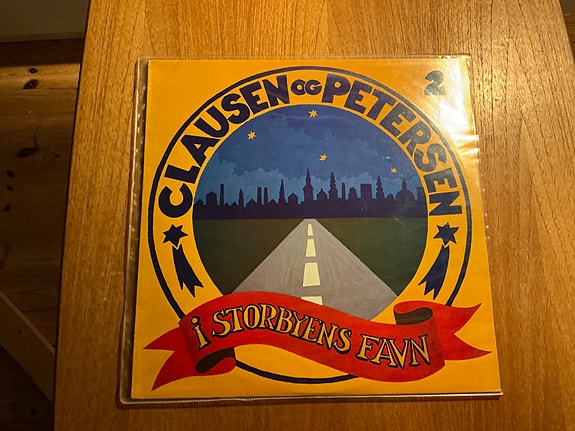 2
CLAUSEN OG PETERSEN
i STORBYENS FAVN